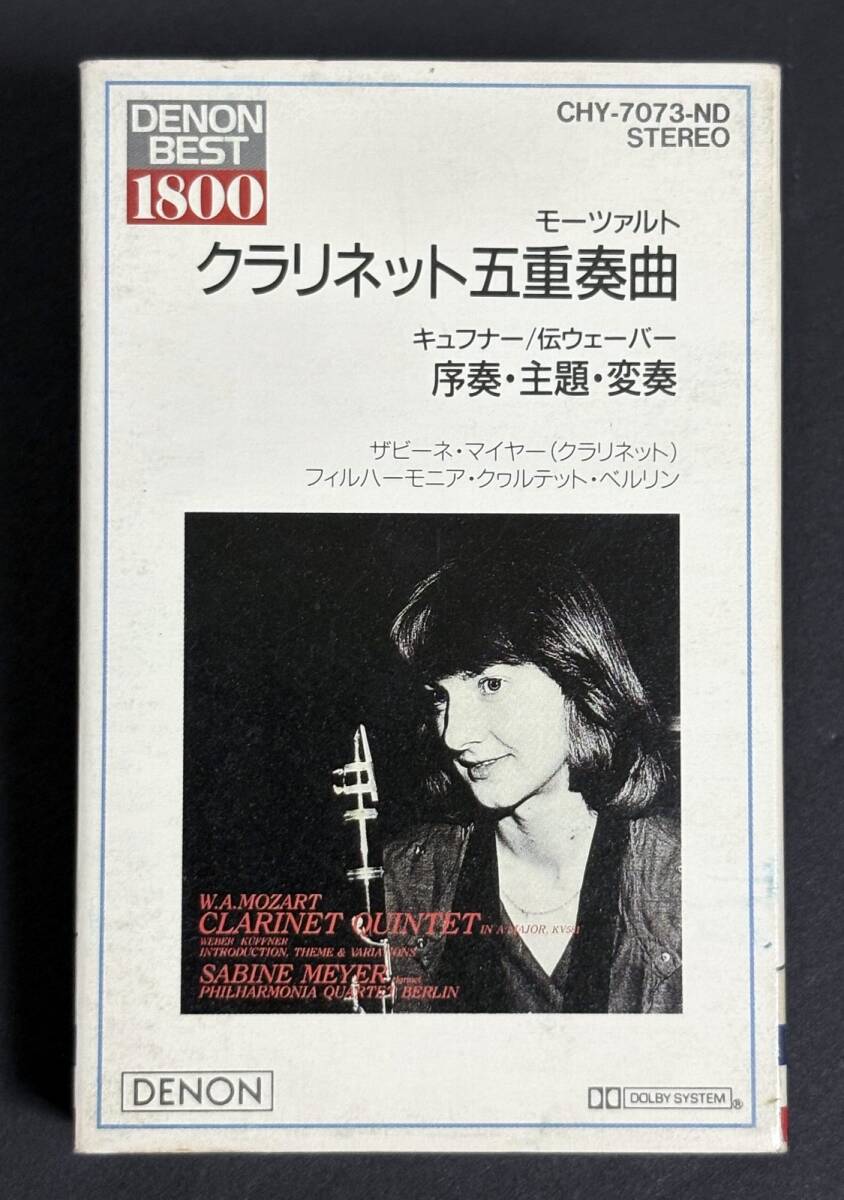 DENON
BEST
1800
CHY-7073-ND
STEREO
モーツァルト
クラリネット五重奏曲
キュフナー/伝ウェーバー
序奏・主題・変奏
ザビーネ・マイヤー(クラリネット)
フィルハーモニア・クヮルテット・ベルリン
W.A.MOZART
CLARINET QUINTET IN A-MAJOR, KV581
WEBER KÜFFNER
INTRODUCTION, THEME & VARIATIONS
SABINE MEYER clarinet
PHILHARMONIA QUARTET BERLIN
DENON
DOLBY SYSTEM ®